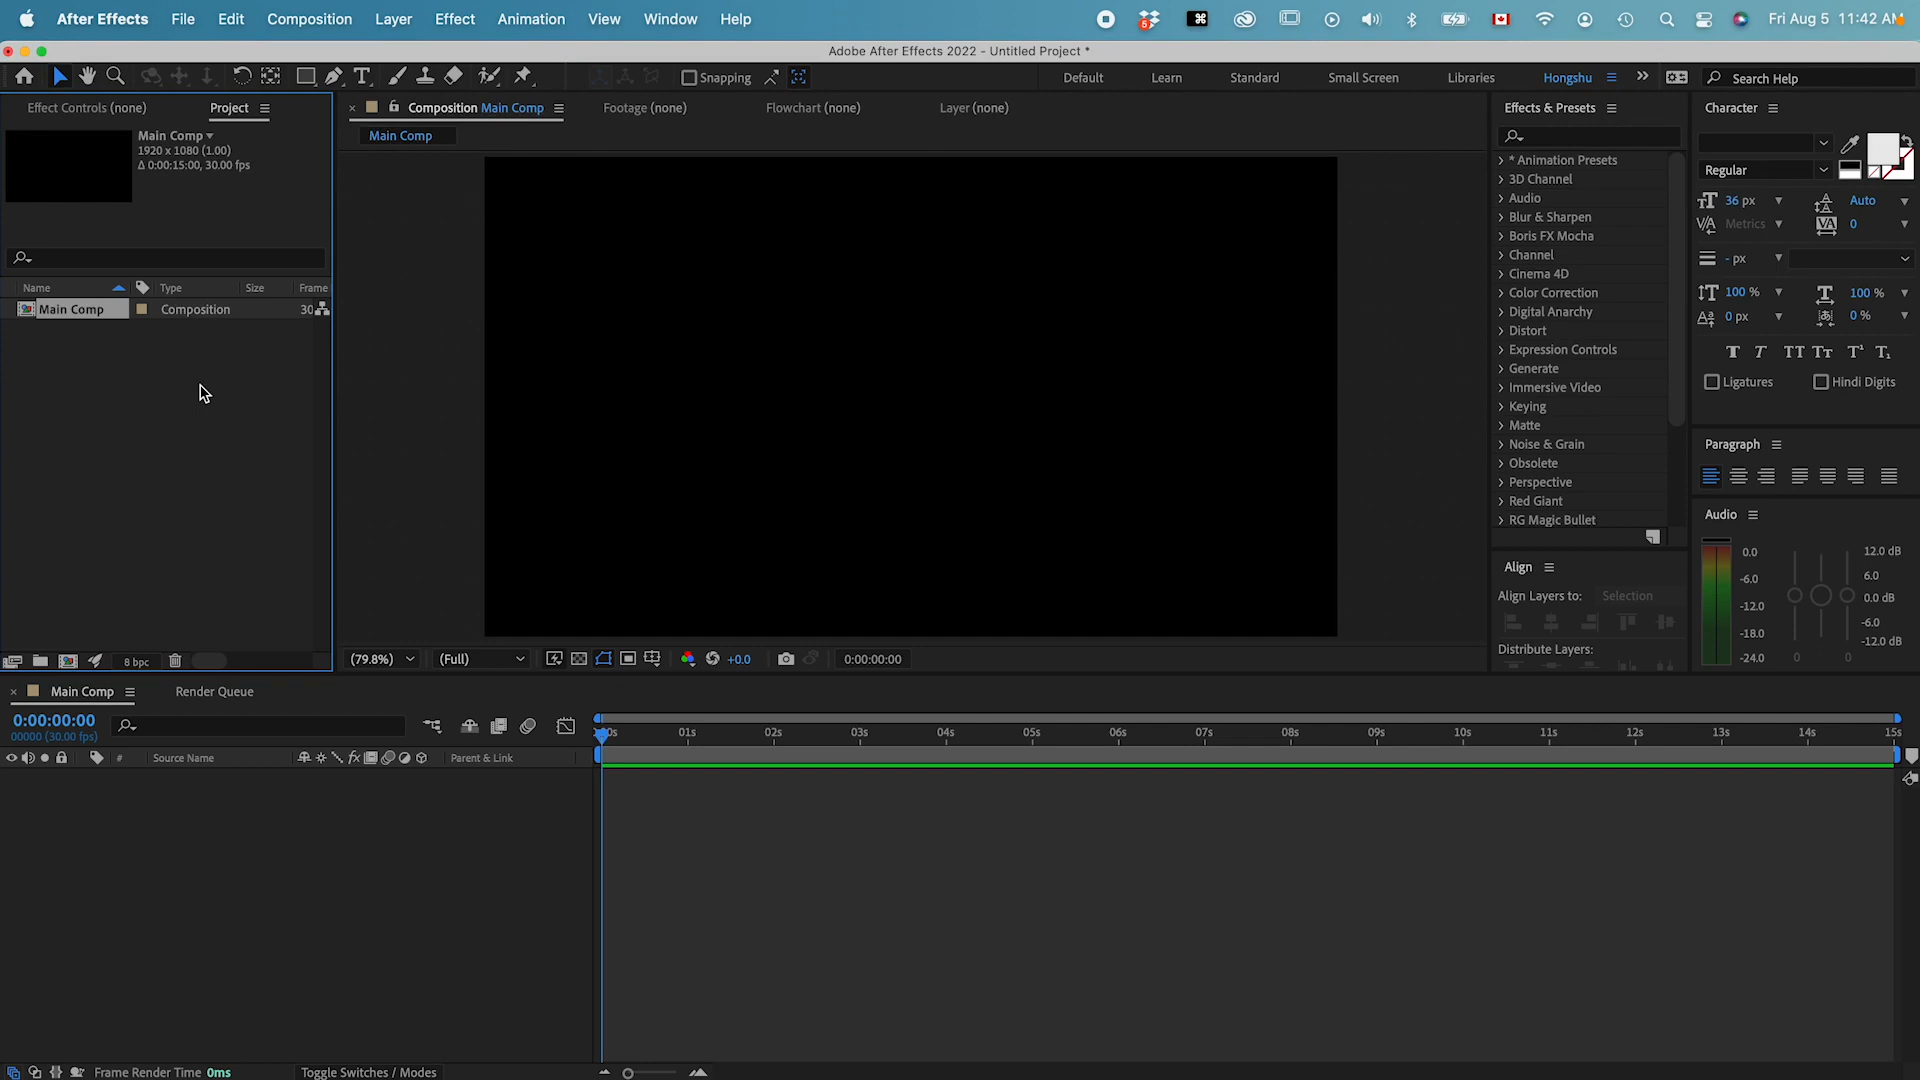 After Effects File Edit Composition Layer Effect Animation View Window Help Fri Aug 5 11:42 AM
Adobe After Effects 2022 - Untitled Project *
Snapping Default Learn Standard Small Screen Libraries Hongshu Search Help
Effect Controls (none) Project
Main Comp
1920 x 1080 (1.00)
Δ 0:00:15:00, 30.00 fps
Name Type Size Frame
Main Comp Composition 30
8 bpc
Composition Main Comp Footage (none) Flowchart (none) Layer (none)
Main Comp
(79.8%) (Full) +0.0 0:00:00:00
Effects & Presets
* Animation Presets
3D Channel
Audio
Blur & Sharpen
Boris FX Mocha
Channel
Cinema 4D
Color Correction
Digital Anarchy
Distort
Expression Controls
Generate
Immersive Video
Keying
Matte
Noise & Grain
Obsolete
Perspective
Red Giant
RG Magic Bullet
Align
Align Layers to: Selection
Distribute Layers:
Character
Regular
36 px Auto
Metrics 0
- px
100 % 100 %
0 px 0 %
Ligatures Hindi Digits
Paragraph
Audio
0.0
-6.0
-12.0
-18.0
-24.0
12.0 dB
6.0
0.0 dB
-6.0
-12.0 dB
0 0
Main Comp Render Queue
0:00:00:00
00000 (30.00 fps)
# Source Name Parent & Link
01s 02s 03s 04s 05s 06s 07s 08s 09s 10s 11s 12s 13s 14s 15s
Frame Render Time 0ms Toggle Switches / Modes